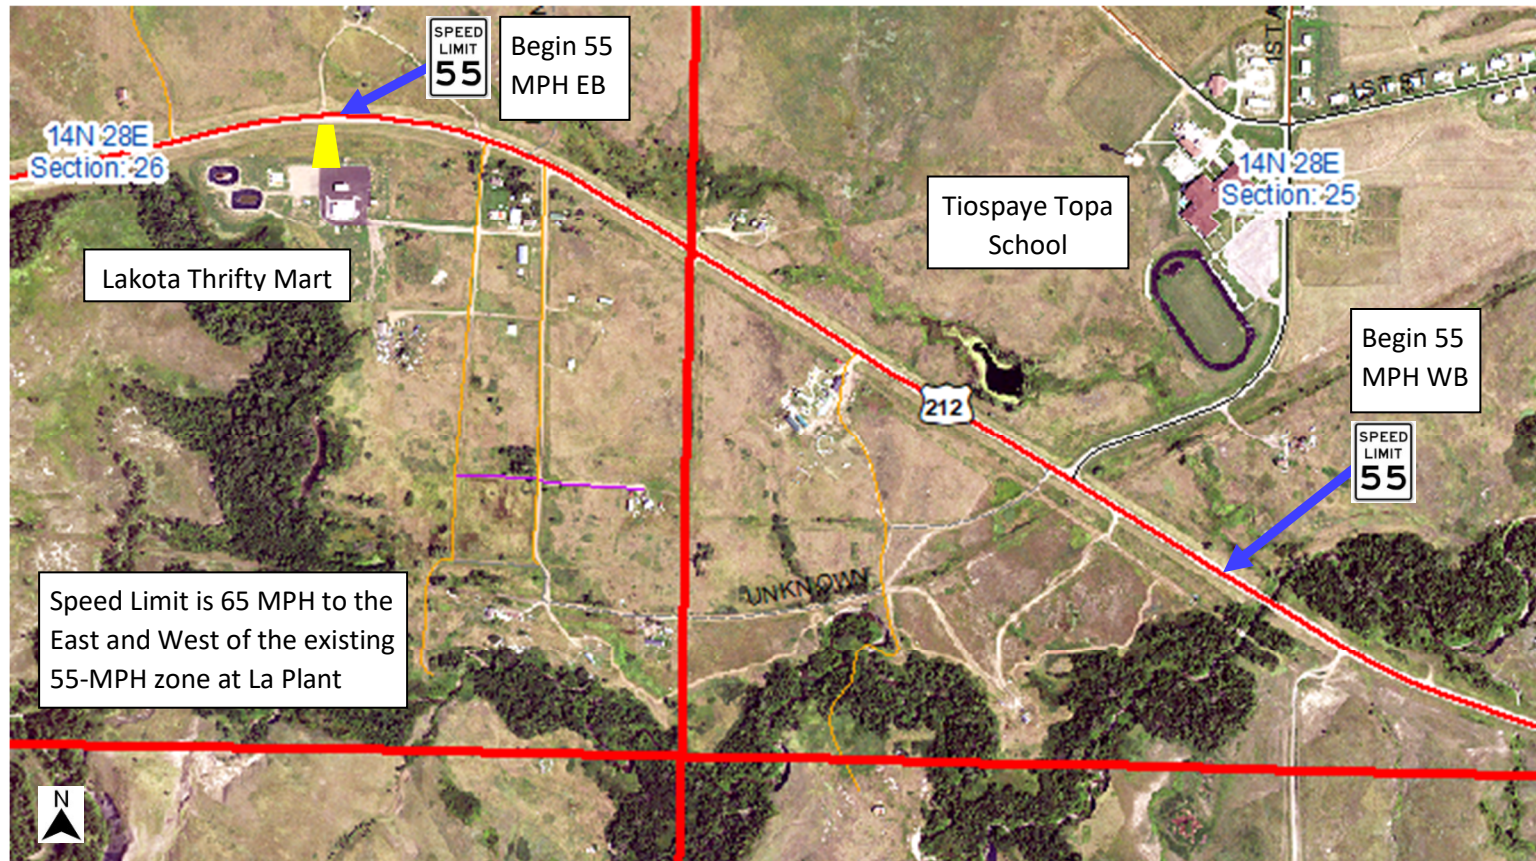 SPEED
LIMIT
55
Begin 55
MPH EB
1ST ST
14N 28E
Section: 26
14N 28E
Section: 25
Tiospaye Topa
School
Lakota Thrifty Mart
Begin 55
MPH WB
212
SPEED
LIMIT
55
UNKNOWN
Speed Limit is 65 MPH to the
East and West of the existing
55-MPH zone at La Plant
N